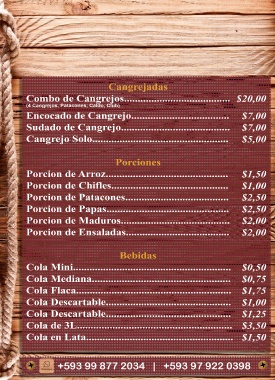 Cangrejadas
Combo de Cangrejos............ $20,00
(4 Cangrejos, Patacones, Caldo, Chifle)
Encocado de Cangrejo............ $7,00
Sudado de Cangrejo............ $7,00
Cangrejo Solo............ $5,00
Porciones
Porcion de Arroz............ $1,50
Porcion de Chifles............ $1,00
Porcion de Patacones............ $2,50
Porcion de Papas............ $2,50
Porcion de Maduros............ $2,00
Porcion de Ensaladas............ $2,00
Bebidas
Cola Mini............ $0,50
Cola Mediana............ $0,75
Cola Flaca............ $1,75
Cola Descartable............ $1,00
Cola Descartable............ $1,25
Cola de 3L............ $3,50
Cola en Lata............ $1,50
+593 99 877 2034 | +593 97 922 0398